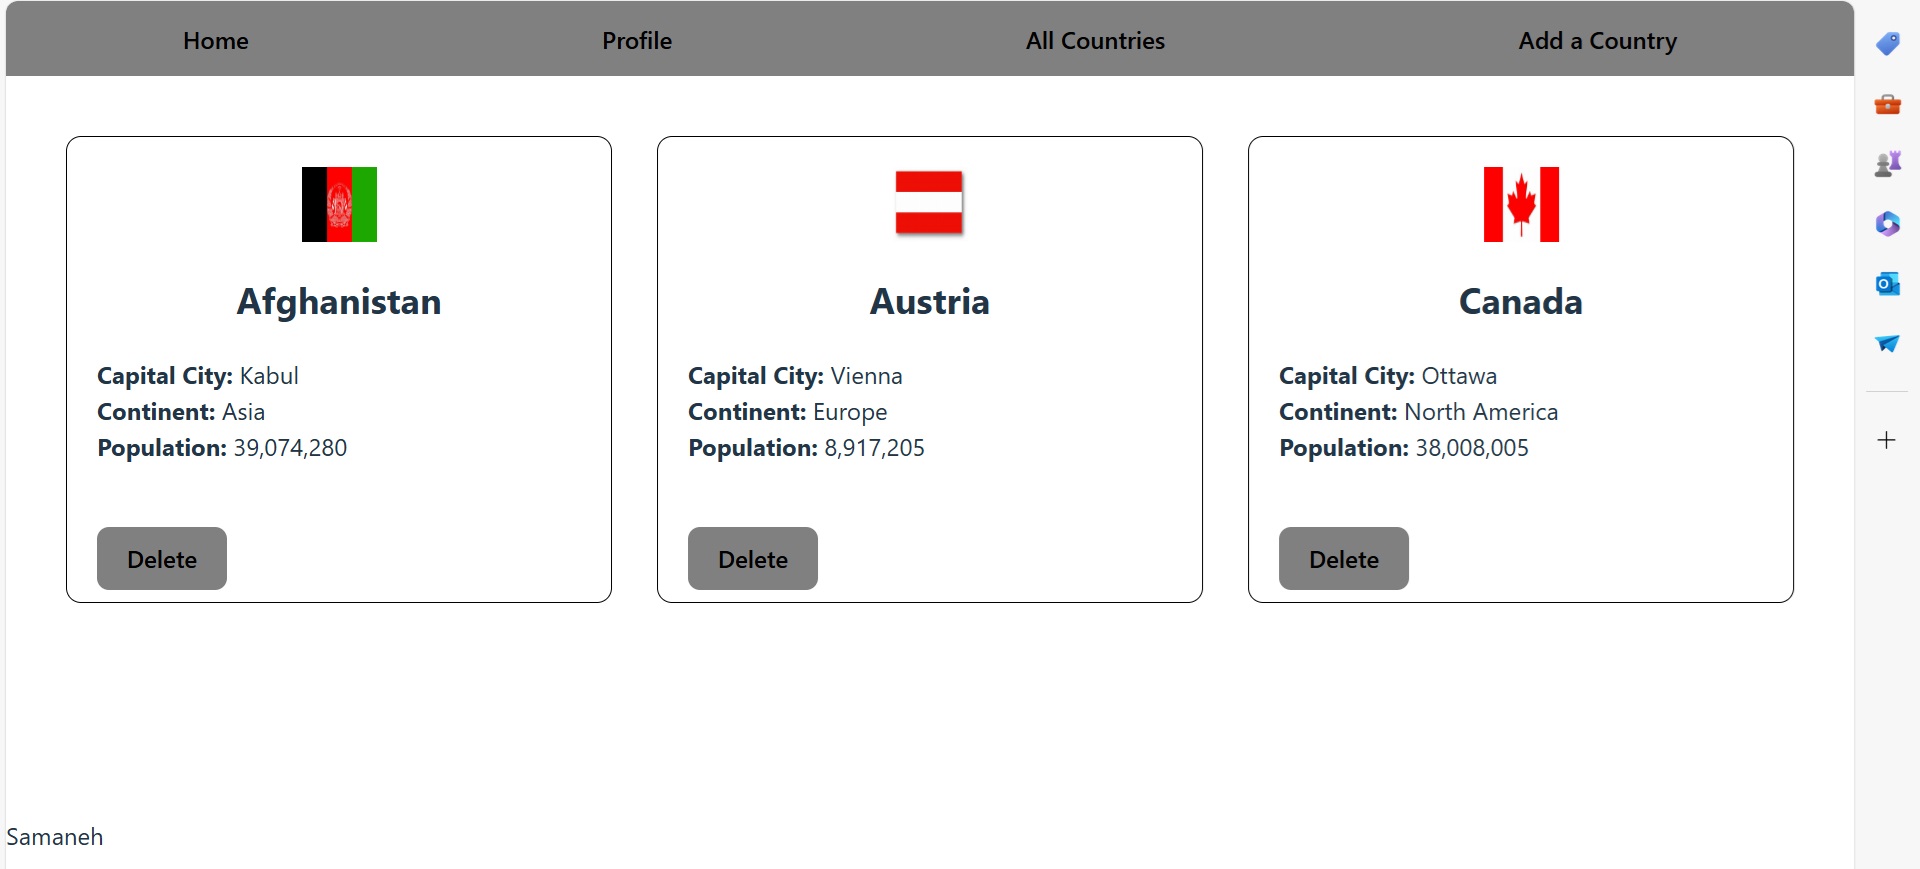 Home Profile All Countries Add a Country
Afghanistan
Capital City: Kabul
Continent: Asia
Population: 39,074,280
Delete
Austria
Capital City: Vienna
Continent: Europe
Population: 8,917,205
Delete
Canada
Capital City: Ottawa
Continent: North America
Population: 38,008,005
Delete
Samaneh